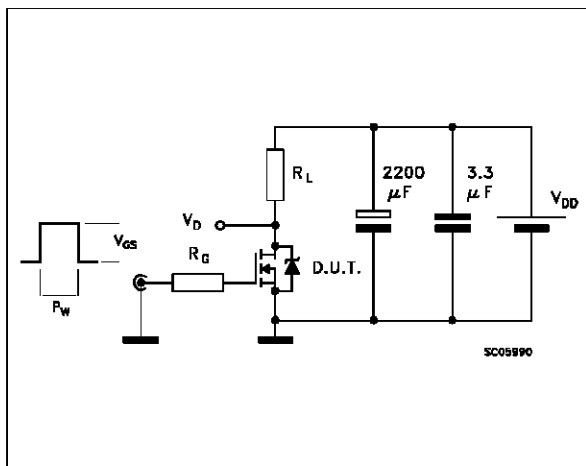 2200
μF
3.3
μF
R_L
V_DD
V_D
V_GS
R_G
D.U.T.
P_W
SC05990